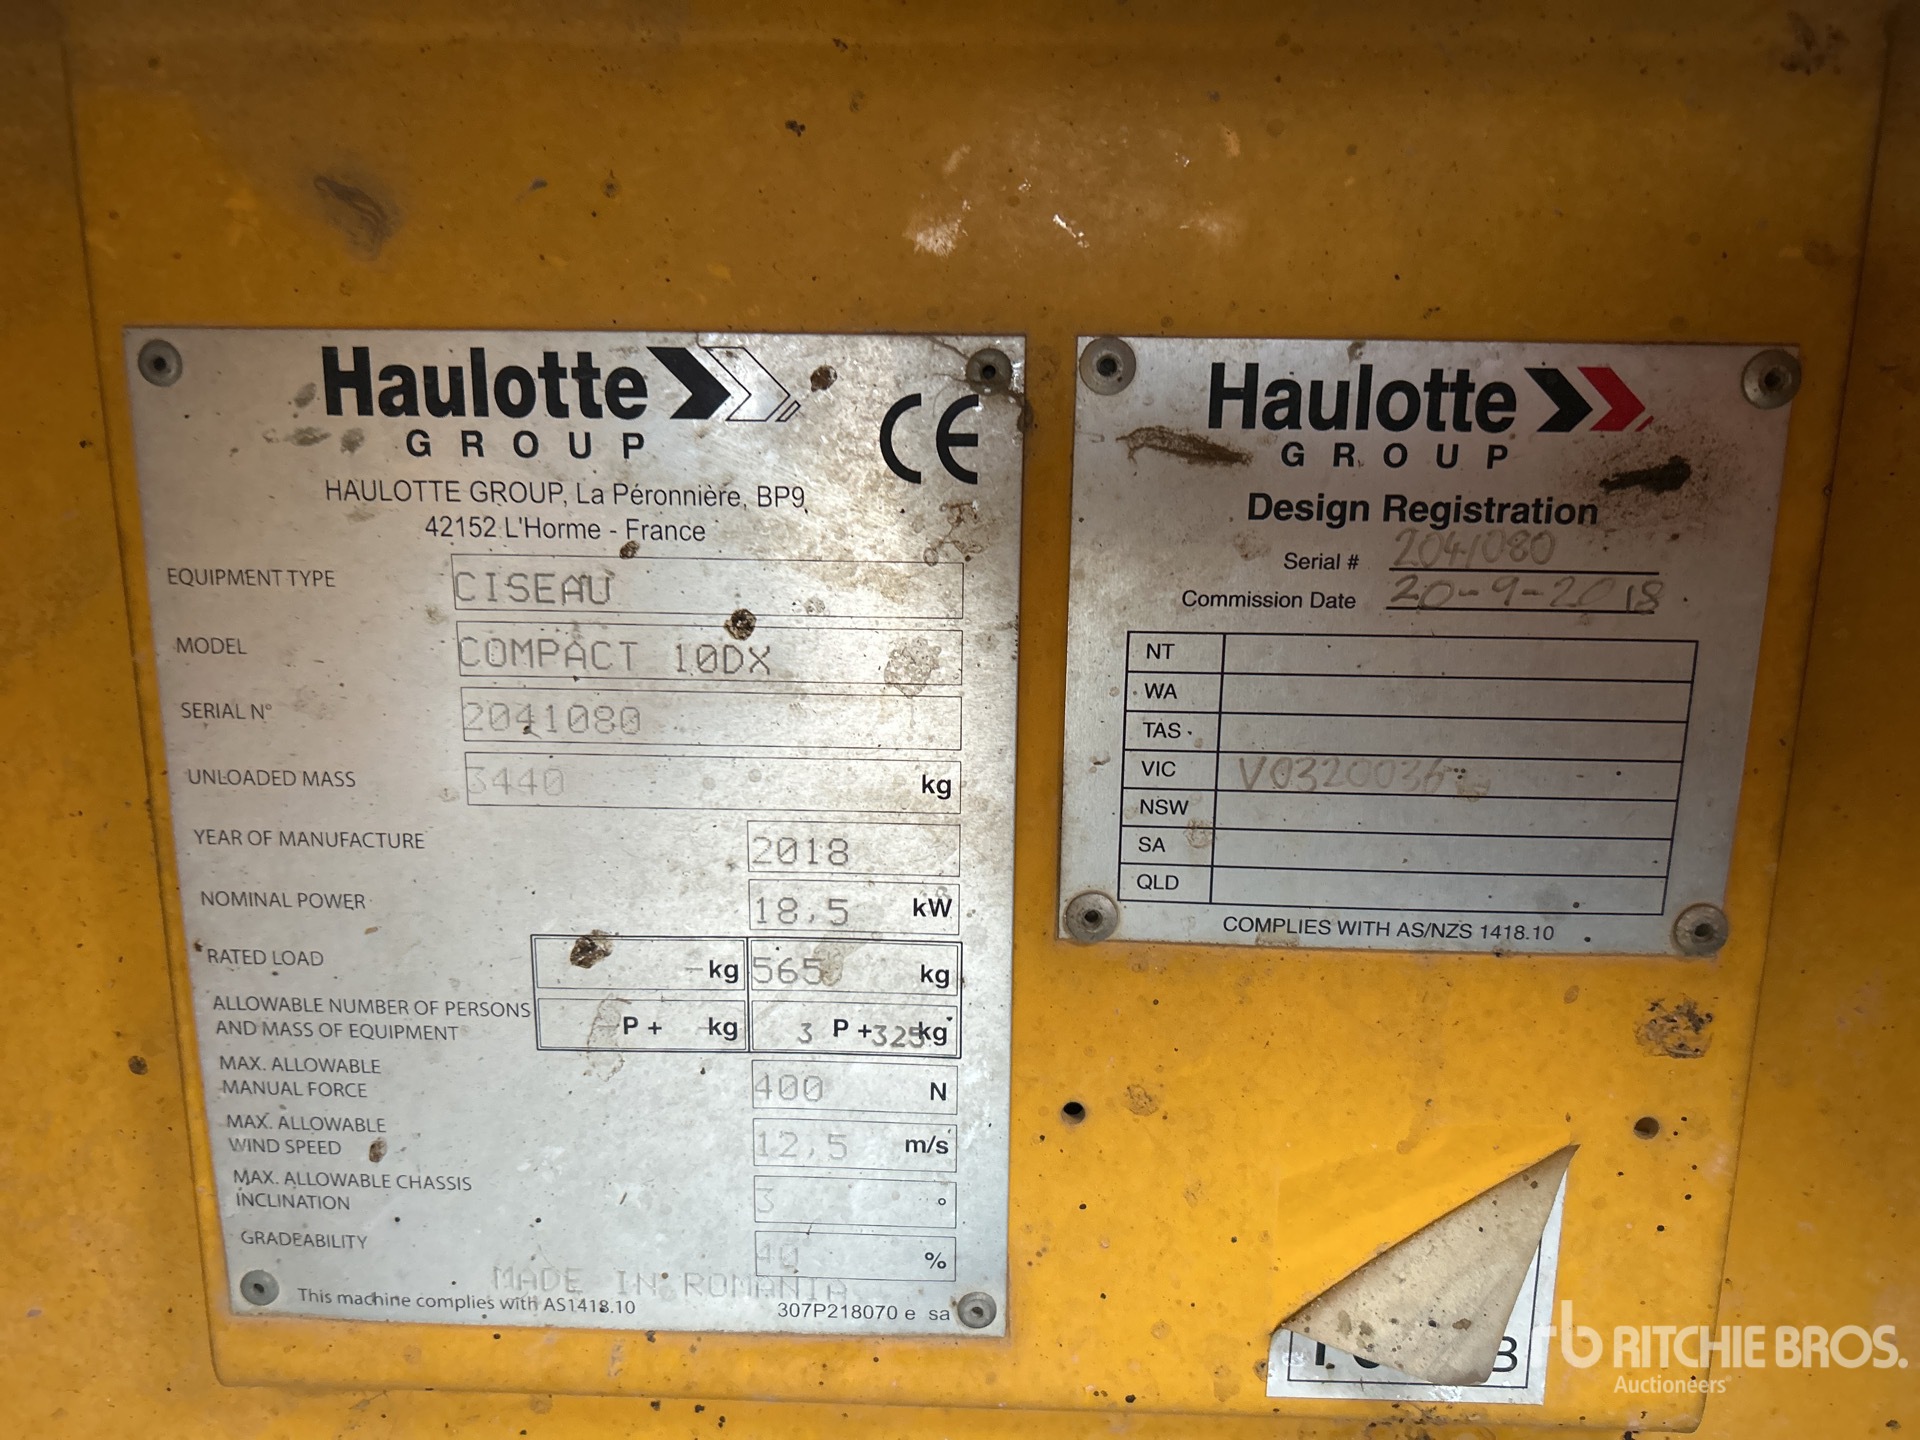 Haulotte
GROUP
CE
HAULOTTE GROUP, La Péronnière, BP9
42152 L'Horme - France
EQUIPMENT TYPE CISEAU
MODEL COMPACT 10DX
SERIAL N° 2041080
UNLOADED MASS 3440 kg
YEAR OF MANUFACTURE 2018
NOMINAL POWER 18,5 kW
RATED LOAD - kg 565 kg
ALLOWABLE NUMBER OF PERSONS
AND MASS OF EQUIPMENT - P + - kg 3 P + 325 kg
MAX. ALLOWABLE
MANUAL FORCE 400 N
MAX. ALLOWABLE
WIND SPEED 12,5 m/s
MAX. ALLOWABLE CHASSIS
INCLINATION 3 °
GRADEABILITY 40 %
MADE IN ROMANIA
This machine complies with AS1418.10 307P218070 e sa
Haulotte
GROUP
Design Registration
Serial # 2041080
Commission Date 20-9-2018
NT
WA
TAS
VIC V0320036
NSW
SA
QLD
COMPLIES WITH AS/NZS 1418.10
rb RITCHIE BROS.
Auctioneers